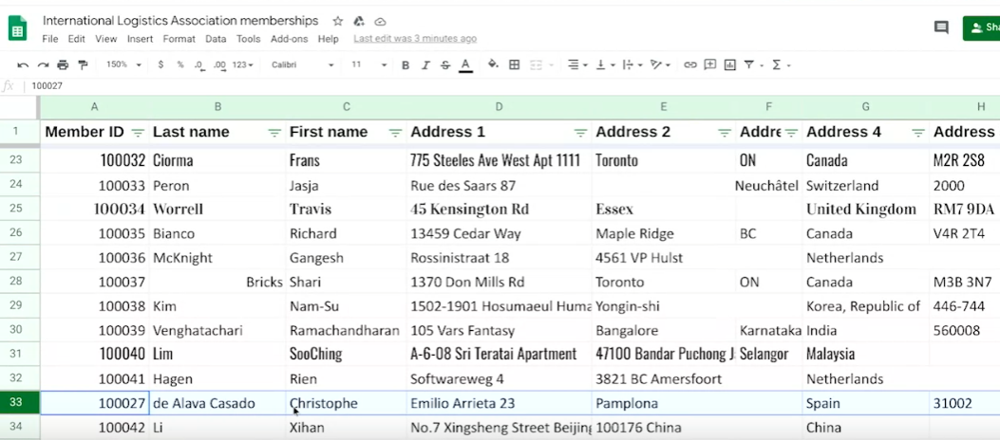 International Logistics Association memberships
File Edit View Insert Format Data Tools Add-ons Help Last edit was 3 minutes ago
150% $ % .0 .00 123 Calibri 11 B I S A
fx 100027
A B C D E F G H
1 Member ID Last name First name Address 1 Address 2 Addre Address 4 Address
23 100032 Ciorma Frans 775 Steeles Ave West Apt 1111 Toronto ON Canada M2R 2S8
24 100033 Peron Jasja Rue des Saars 87 Neuchâtel Switzerland 2000
25 100034 Worrell Travis 45 Kensington Rd Essex United Kingdom RM7 9DA
26 100035 Bianco Richard 13459 Cedar Way Maple Ridge BC Canada V4R 2T4
27 100036 McKnight Gangesh Rossinistraat 18 4561 VP Hulst Netherlands
28 100037 Bricks Shari 1370 Don Mills Rd Toronto ON Canada M3B 3N7
29 100038 Kim Nam-Su 1502-1901 Hosumaeul Huma Yongin-shi Korea, Republic of 446-744
30 100039 Venghatachari Ramachandharan 105 Vars Fantasy Bangalore Karnataka India 560008
31 100040 Lim SooChing A-6-08 Sri Teratai Apartment 47100 Bandar Puchong J Selangor Malaysia
32 100041 Hagen Rien Softwareweg 4 3821 BC Amersfoort Netherlands
33 100027 de Alava Casado Christophe Emilio Arrieta 23 Pamplona Spain 31002
34 100042 Li Xihan No.7 Xingsheng Street Beijing 100176 China China